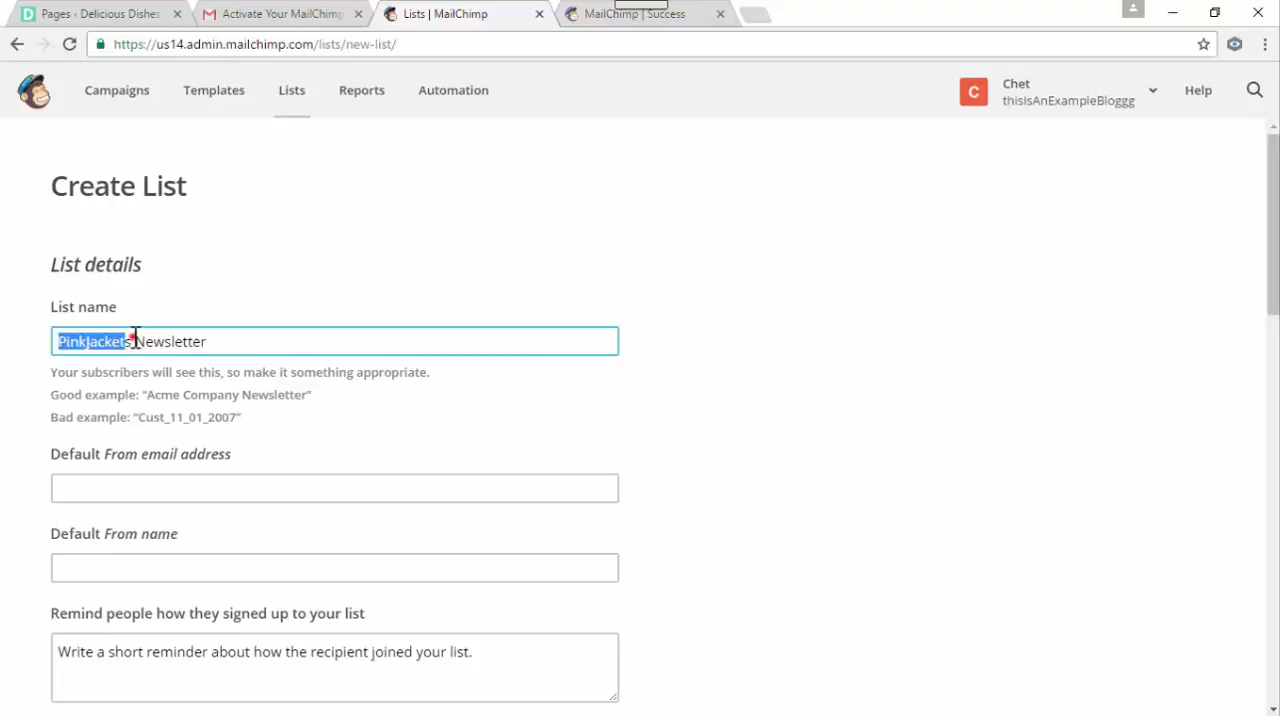 Pages ‹ Delicious Dishes
Activate Your MailChimp
Lists | MailChimp
MailChimp | Success
https://us14.admin.mailchimp.com/lists/new-list/
Campaigns
Templates
Lists
Reports
Automation
C
Chet
thisIsAnExampleBloggg
Help
Create List
List details
List name
PinkJackets Newsletter
Your subscribers will see this, so make it something appropriate.
Good example: “Acme Company Newsletter”
Bad example: “Cust_11_01_2007”
Default From email address
Default From name
Remind people how they signed up to your list
Write a short reminder about how the recipient joined your list.